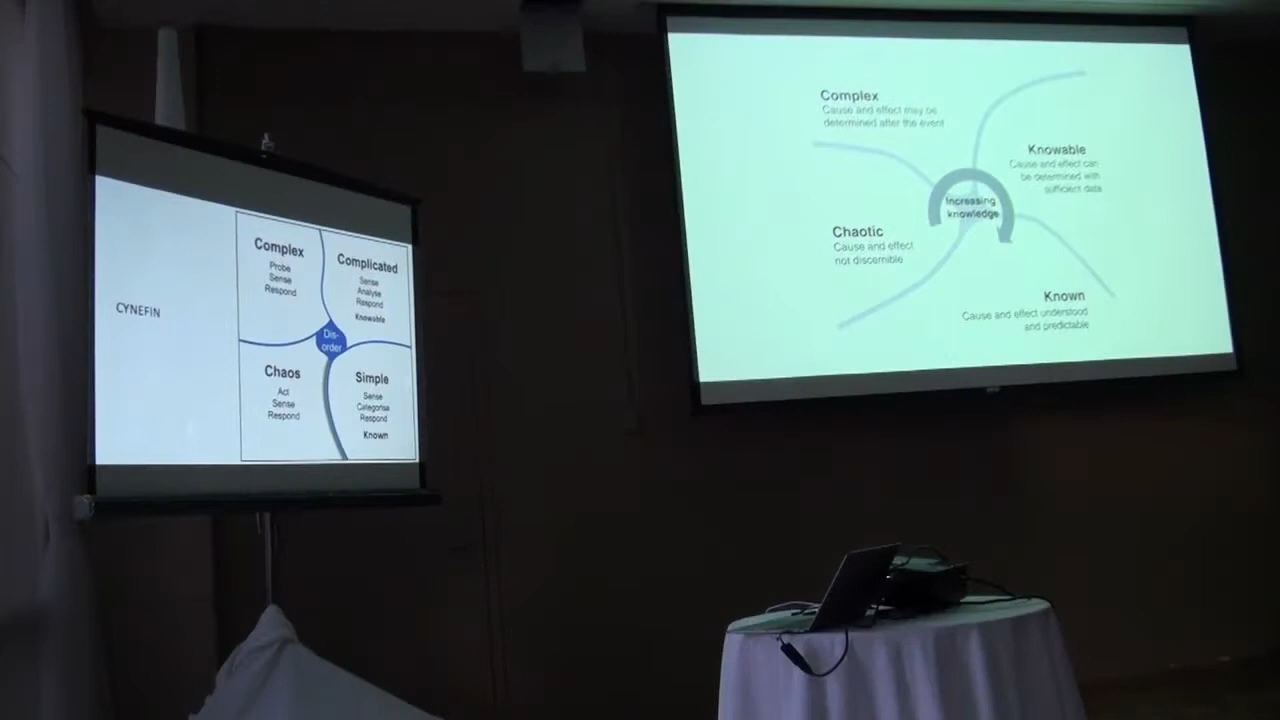 CYNEFIN
Complex
Probe
Sense
Respond
Complicated
Sense
Analyse
Respond
Knowable
Dis-
order
Chaos
Act
Sense
Respond
Simple
Sense
Categorise
Respond
Known
Complex
Cause and effect may be
determined after the event
Knowable
Cause and effect can
be determined with
sufficient data
Increasing
knowledge
Chaotic
Cause and effect
not discernible
Known
Cause and effect understood
and predictable